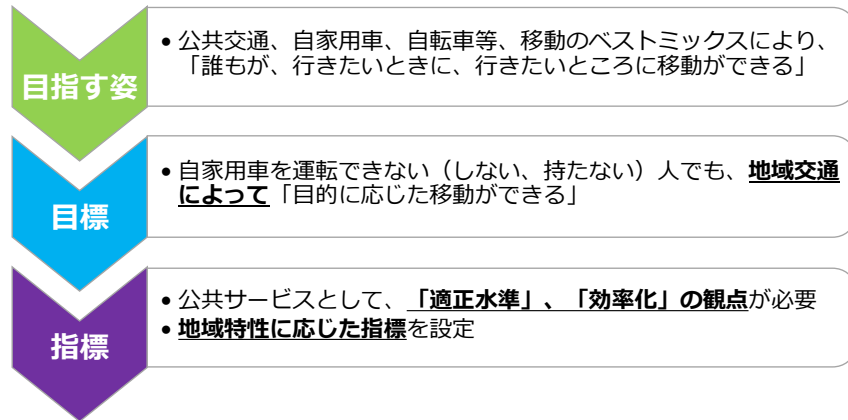 目指す姿
• 公共交通、自家用車、自転車等、移動のベストミックスにより、
「誰もが、行きたいときに、行きたいところに移動ができる」
目標
• 自家用車を運転できない（しない、持たない）人でも、地域交通
によって「目的に応じた移動ができる」
指標
• 公共サービスとして、「適正水準」、「効率化」の観点が必要
• 地域特性に応じた指標を設定